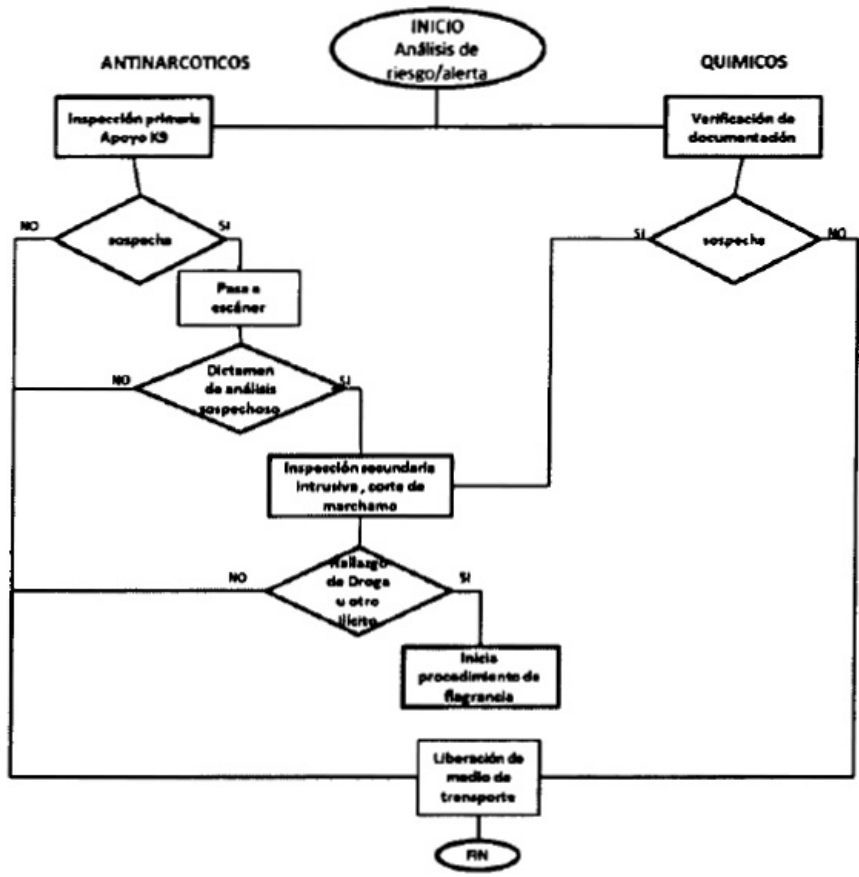 INICIO
Análisis de
riesgo/alerta
ANTINARCOTICOS
QUIMICOS
Inspección primaria
Apoyo K9
Verificación de
documentación
NO
sospecha
SI
SI
sospecha
NO
Pasa a
escáner
NO
Dictamen
de análisis
sospechoso
SI
Inspección secundaria
intrusiva, corte de
marchamo
NO
Hallazgo
de Droga
u otro
ilícito
SI
Inicia
procedimiento de
flagrancia
Liberación de
medio de
transporte
FIN